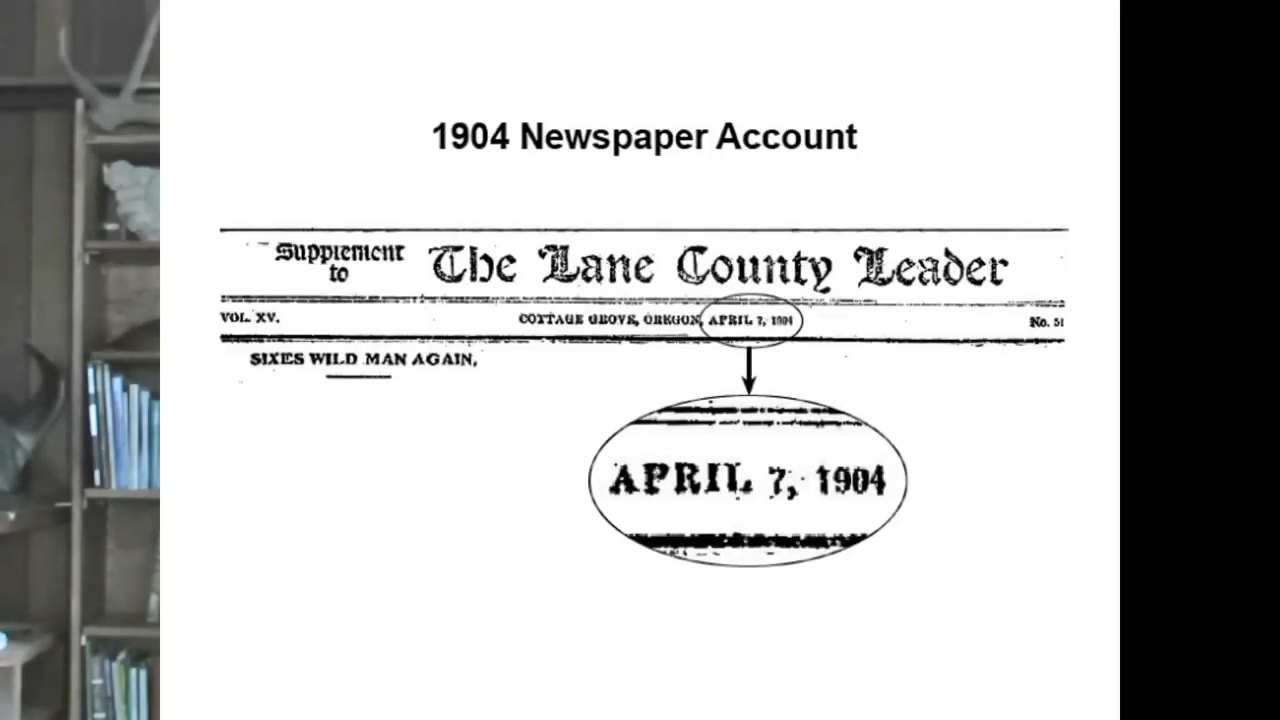 1904 Newspaper Account
Supplement
to
The Lane County Leader
VOL. XV.
COTTAGE GROVE, OREGON, APRIL 7, 1904
No. 51
SIXES WILD MAN AGAIN.
APRIL 7, 1904